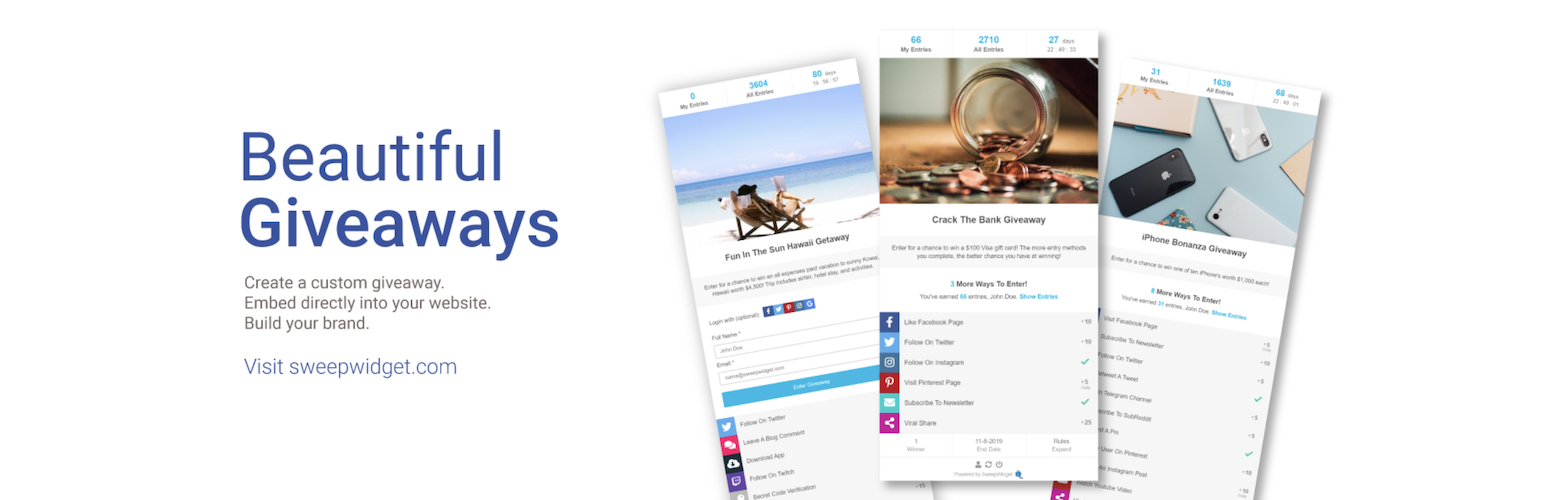 Beautiful
Giveaways
Create a custom giveaway.
Embed directly into your website.
Build your brand.
Visit sweepwidget.com
0
My Entries
3604
All Entries
80 days
Fun In The Sun Hawaii Getaway
Enter for a chance to win an all expenses paid vacation to sunny Kowai,
Hawaii worth $4,500! Trip includes airfair, hotel stay, and activities.
Login with (optional):
Full Name *
John Doe
Email *
name@sweepwidget.com
Enter Giveaway
Follow On Twitter
Leave A Blog Comment
Download App
Follow On Twitch
Secret Code Verification
66
My Entries
2710
All Entries
27 days
22 : 49 : 33
Crack The Bank Giveaway
Enter for a chance to win a $100 Visa gift card! The more entry methods
you complete, the better chance you have at winning!
3 More Ways To Enter!
You've earned 66 entries, John Doe. Show Entries
Like Facebook Page +10
Follow On Twitter +10
Follow On Instagram
Visit Pinterest Page +5
Daily
Subscribe To Newsletter
Viral Share +25
1
Winner
11-8-2019
End Date
Rules
Expand
Powered by SweepWidget
31
My Entries
1639
All Entries
68 days
22 : 49 : 01
iPhone Bonanza Giveaway
Enter for a chance to win one of ten iPhone's worth $1,000 each!
8 More Ways To Enter!
You've earned 31 entries, John Doe. Show Entries
Visit Facebook Page +5
Daily
Subscribe To Newsletter +10
Follow On Twitter +5
Retweet A Tweet
Telegram Channel
To SubReddit +5
A Pin +5
User On Pinterest
An Instagram Post +10
Watch Youtube Video +10